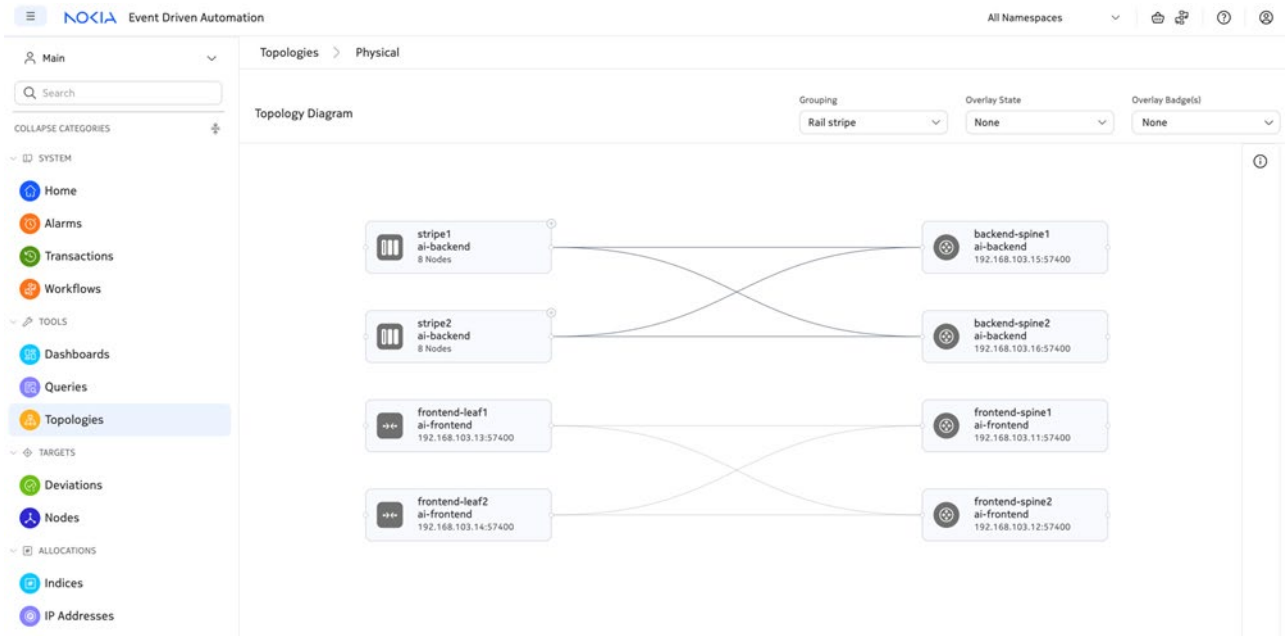 NOKIA Event Driven Automation
All Namespaces
Main
Search
COLLAPSE CATEGORIES
SYSTEM
Home
Alarms
Transactions
Workflows
TOOLS
Dashboards
Queries
Topologies
TARGETS
Deviations
Nodes
ALLOCATIONS
Indices
IP Addresses
Topologies > Physical
Topology Diagram
Grouping
Rail stripe
Overlay State
None
Overlay Badge(s)
None
stripe1
ai-backend
8 Nodes
backend-spine1
ai-backend
192.168.103.15:57400
stripe2
ai-backend
8 Nodes
backend-spine2
ai-backend
192.168.103.16:57400
frontend-leaf1
ai-frontend
192.168.103.13:57400
frontend-spine1
ai-frontend
192.168.103.11:57400
frontend-leaf2
ai-frontend
192.168.103.14:57400
frontend-spine2
ai-frontend
192.168.103.12:57400